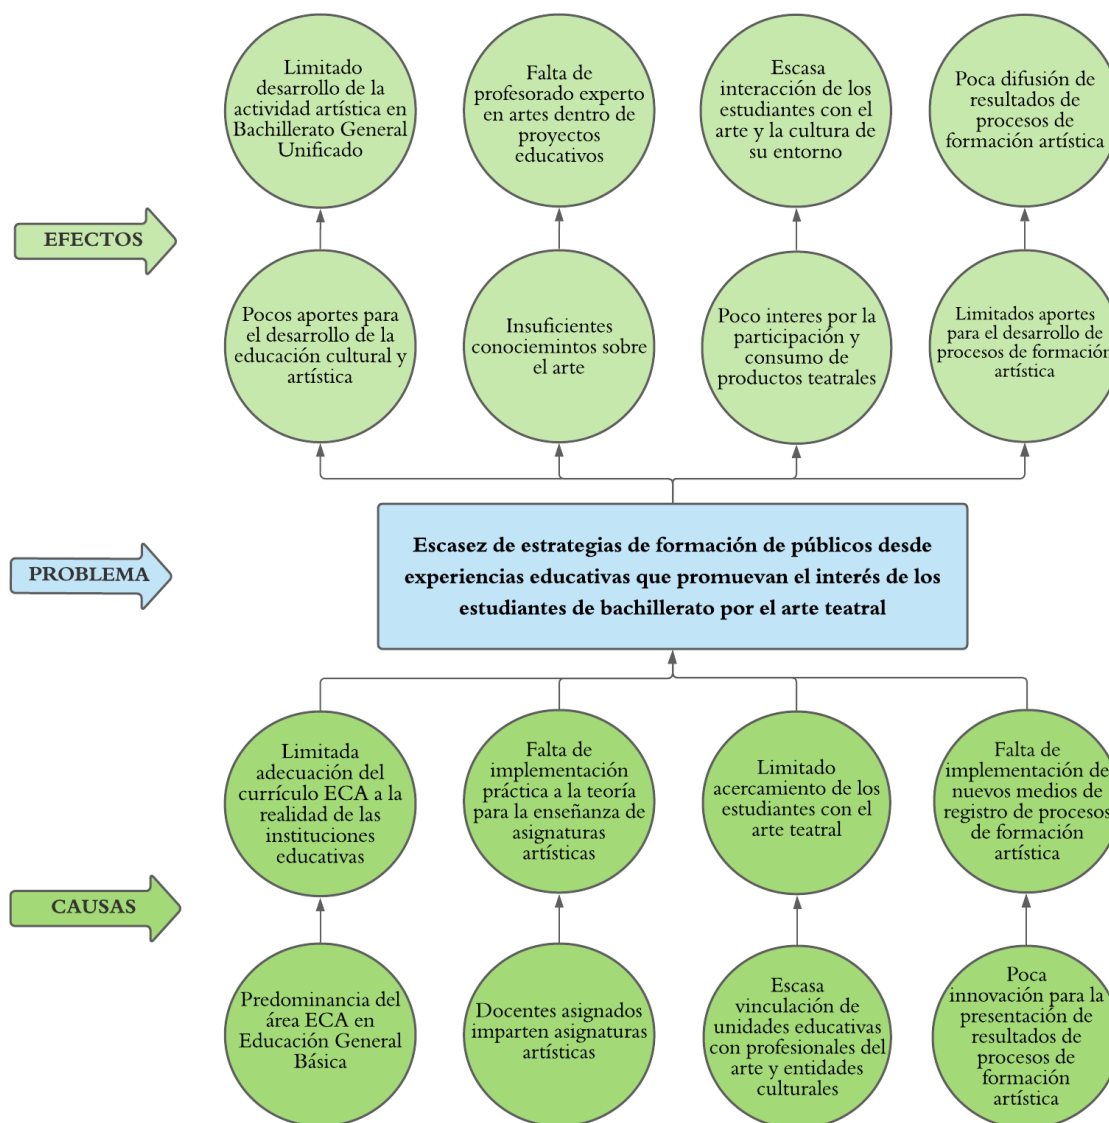 Limitado
desarrollo de la
actividad artística en
Bachillerato General
Unificado
Falta de
profesorado experto
en artes dentro de
proyectos
educativos
Escasa
interacción de los
estudiantes con el
arte y la cultura de
su entorno
Poca difusión de
resultados de
procesos de
formación artística
EFECTOS
Pocos aportes para
el desarrollo de la
educación cultural y
artística
Insuficientes
conociemintos sobre
el arte
Poco interes por la
participación y
consumo de
productos teatrales
Limitados aportes
para el desarrollo de
procesos de formación
artística
PROBLEMA
Escasez de estrategias de formación de públicos desde
experiencias educativas que promuevan el interés de los
estudiantes de bachillerato por el arte teatral
Limitada
adecuación del
currículo ECA a la
realidad de las
instituciones
educativas
Falta de
implementación
práctica a la teoría
para la enseñanza de
asignaturas
artísticas
Limitado
acercamiento de los
estudiantes con el
arte teatral
Falta de
implementación de
nuevos medios de
registro de procesos
de formación
artística
CAUSAS
Predominancia del
área ECA en
Educación General
Básica
Docentes asignados
imparten asignaturas
artísticas
Escasa
vinculación de
unidades educativas
con profesionales del
arte y entidades
culturales
Poca
innovación para la
presentación de
resultados de
procesos de
formación
artística